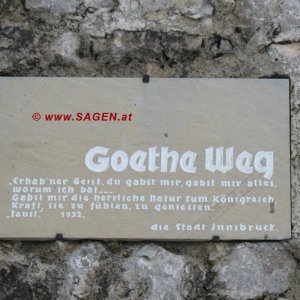 © www.SAGEN.at
Goethe Weg
„Erhab'ner Geist, du gabst mir, gabst mir alles,
worum ich bat---
Gabst mir die herrliche Natur zum Königreich,
Kraft, sie zu fühlen, zu genießen."
„Faust." 1932.
die Stadt Innsbruck.